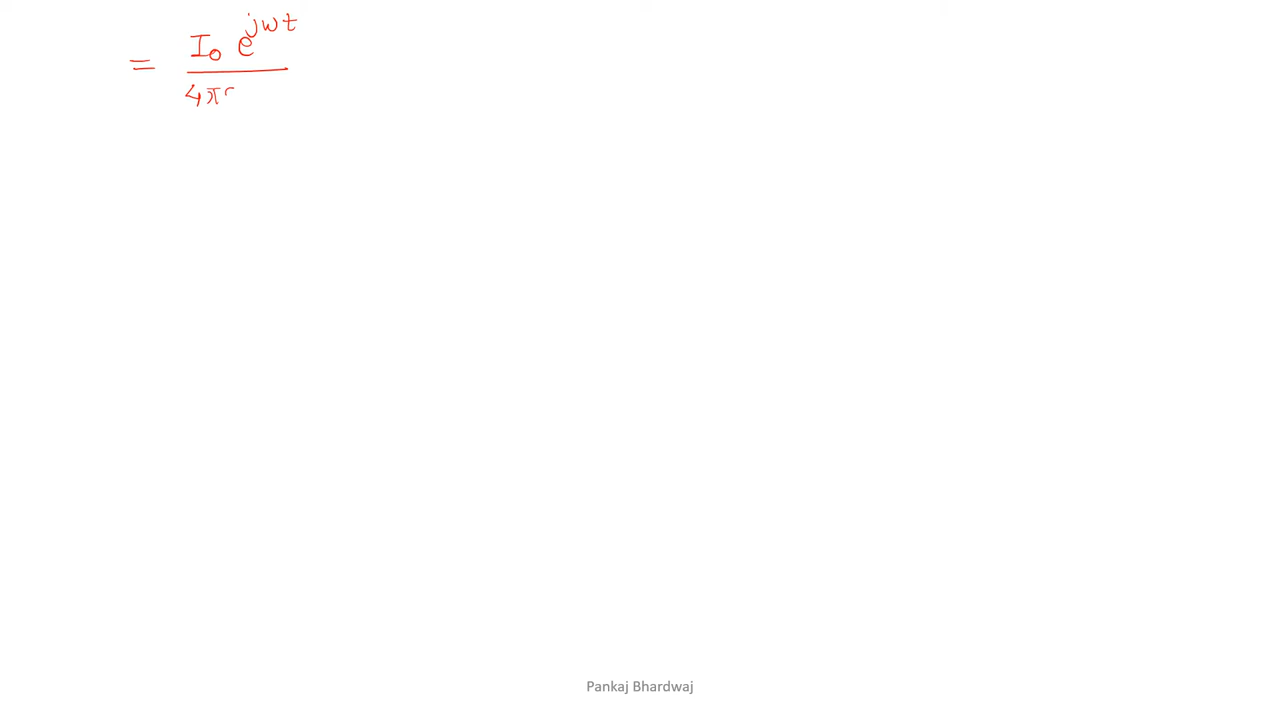 = I₀ e^{jωt}
4π
Pankaj Bhardwaj